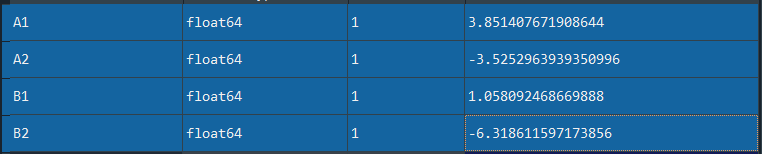 A1 float64 1 3.851407671908644
A2 float64 1 -3.5252963939350996
B1 float64 1 1.058092468669888
B2 float64 1 -6.318611597173856